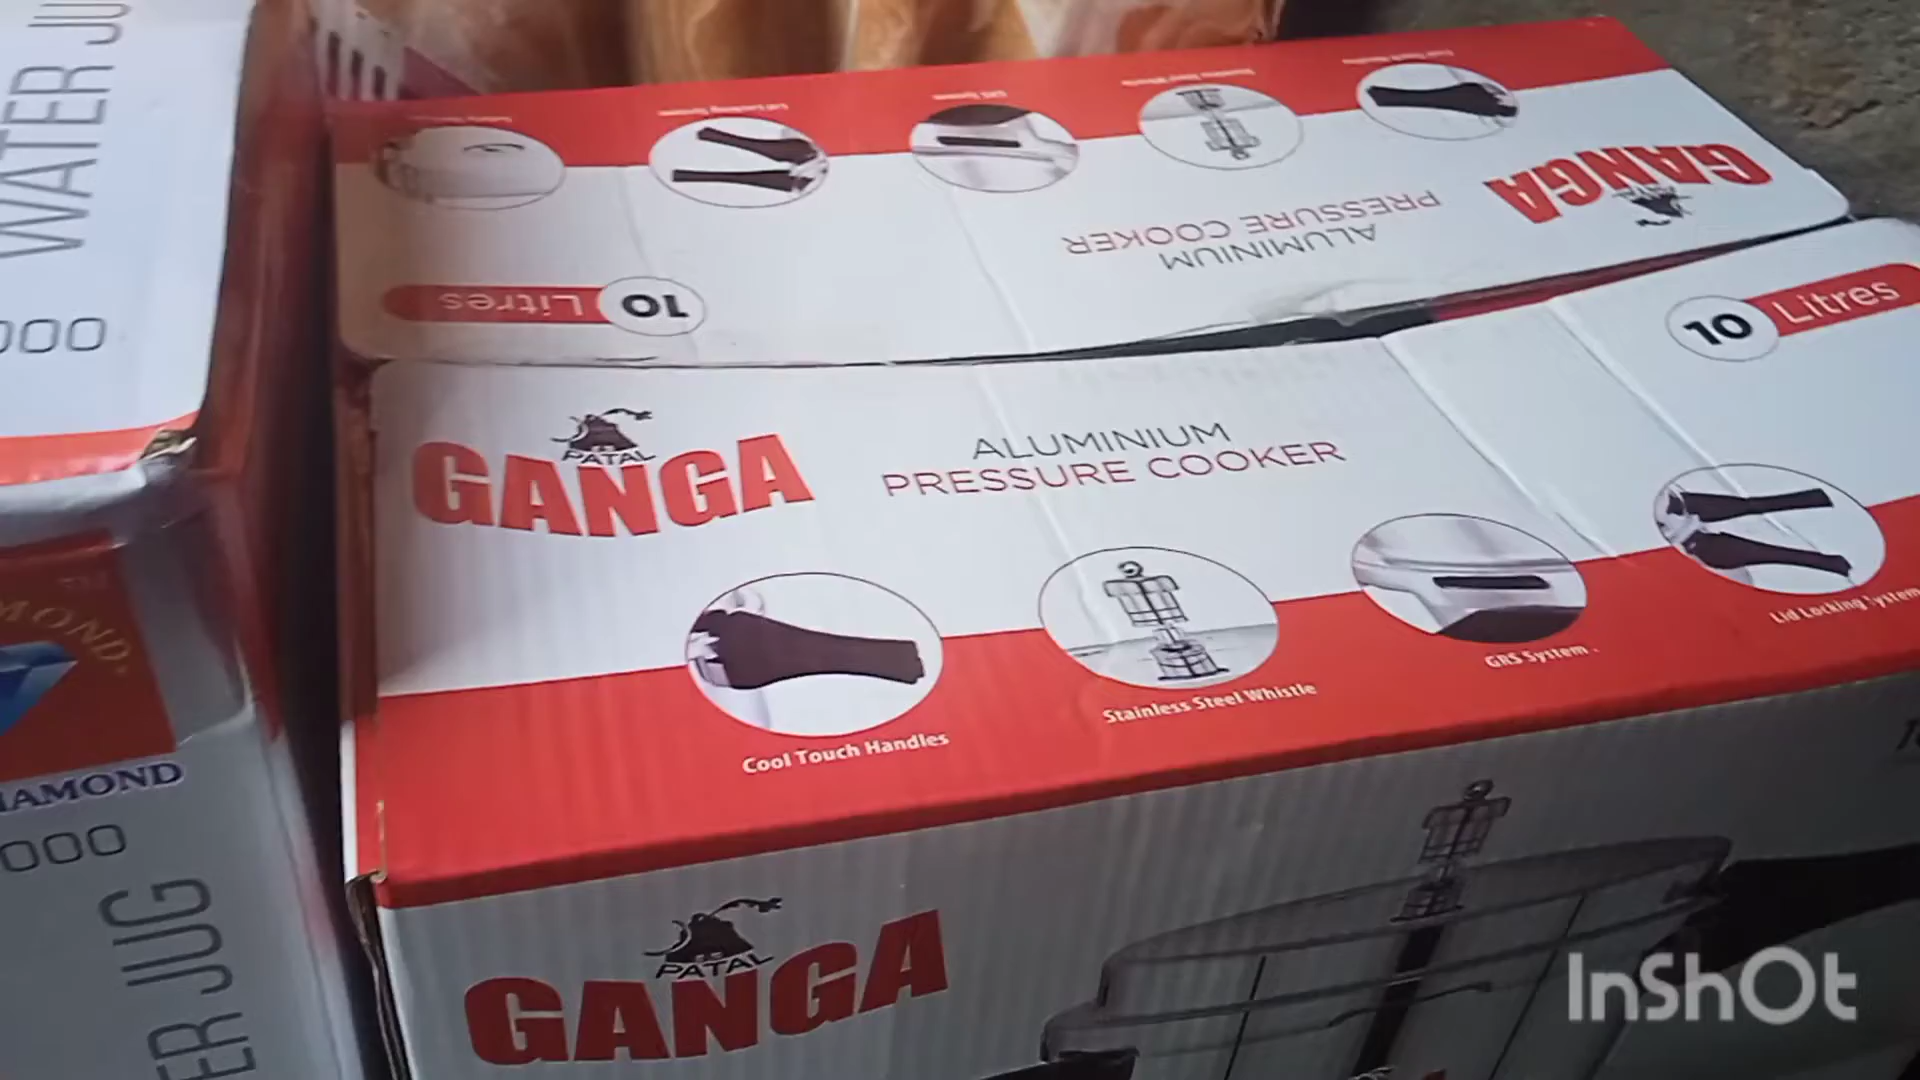 WATER JU
000
GANGA
PATAL
ALUMINIUM
PRESSURE COOKER
10 Litres
10 Litres
PATAL
GANGA
ALUMINIUM
PRESSURE COOKER
Cool Touch Handles
Stainless Steel Whistle
GRS System
Lid Locking System
MOND
IAMOND
000
ER JUG
PATAL
GANGA
InShOt